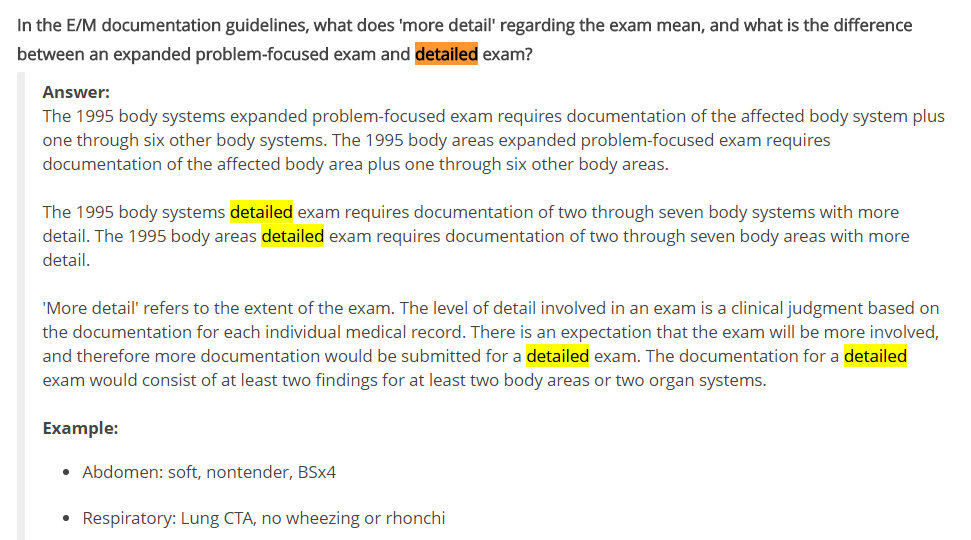 In the E/M documentation guidelines, what does 'more detail' regarding the exam mean, and what is the difference
between an expanded problem-focused exam and detailed exam?
Answer:
The 1995 body systems expanded problem-focused exam requires documentation of the affected body system plus
one through six other body systems. The 1995 body areas expanded problem-focused exam requires
documentation of the affected body area plus one through six other body areas.
The 1995 body systems detailed exam requires documentation of two through seven body systems with more
detail. The 1995 body areas detailed exam requires documentation of two through seven body areas with more
detail.
'More detail' refers to the extent of the exam. The level of detail involved in an exam is a clinical judgment based on
the documentation for each individual medical record. There is an expectation that the exam will be more involved,
and therefore more documentation would be submitted for a detailed exam. The documentation for a detailed
exam would consist of at least two findings for at least two body areas or two organ systems.
Example:
• Abdomen: soft, nontender, BSx4
• Respiratory: Lung CTA, no wheezing or rhonchi